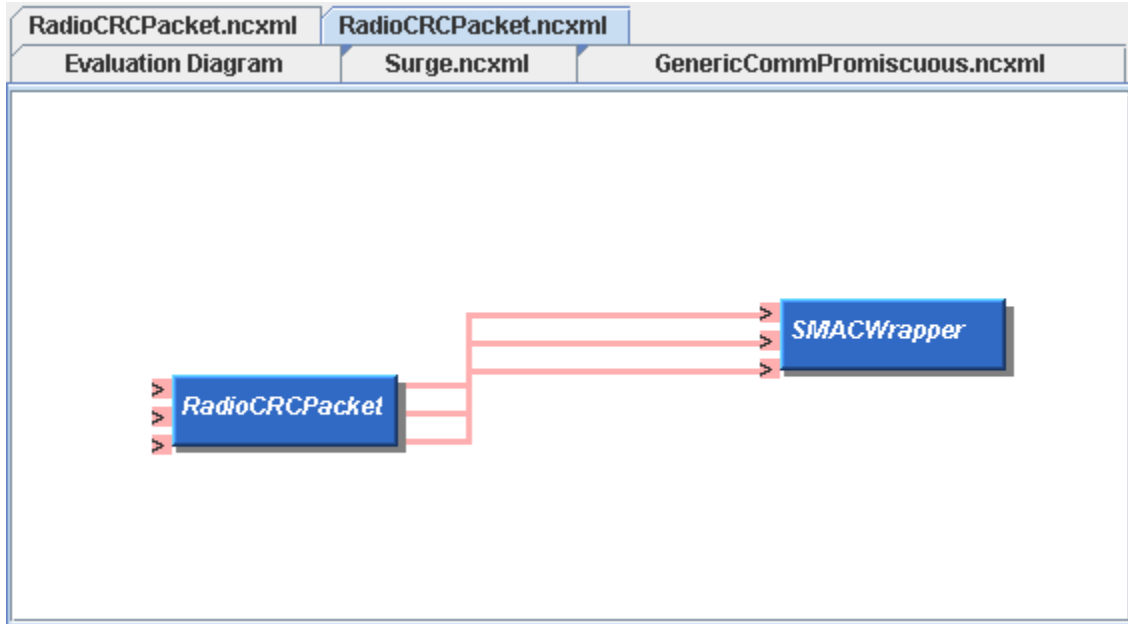 RadioCRCPacket.ncxml RadioCRCPacket.ncxml
Evaluation Diagram Surge.ncxml GenericCommPromiscuous.ncxml
> SMACWrapper
>
>
> RadioCRCPacket
>
>